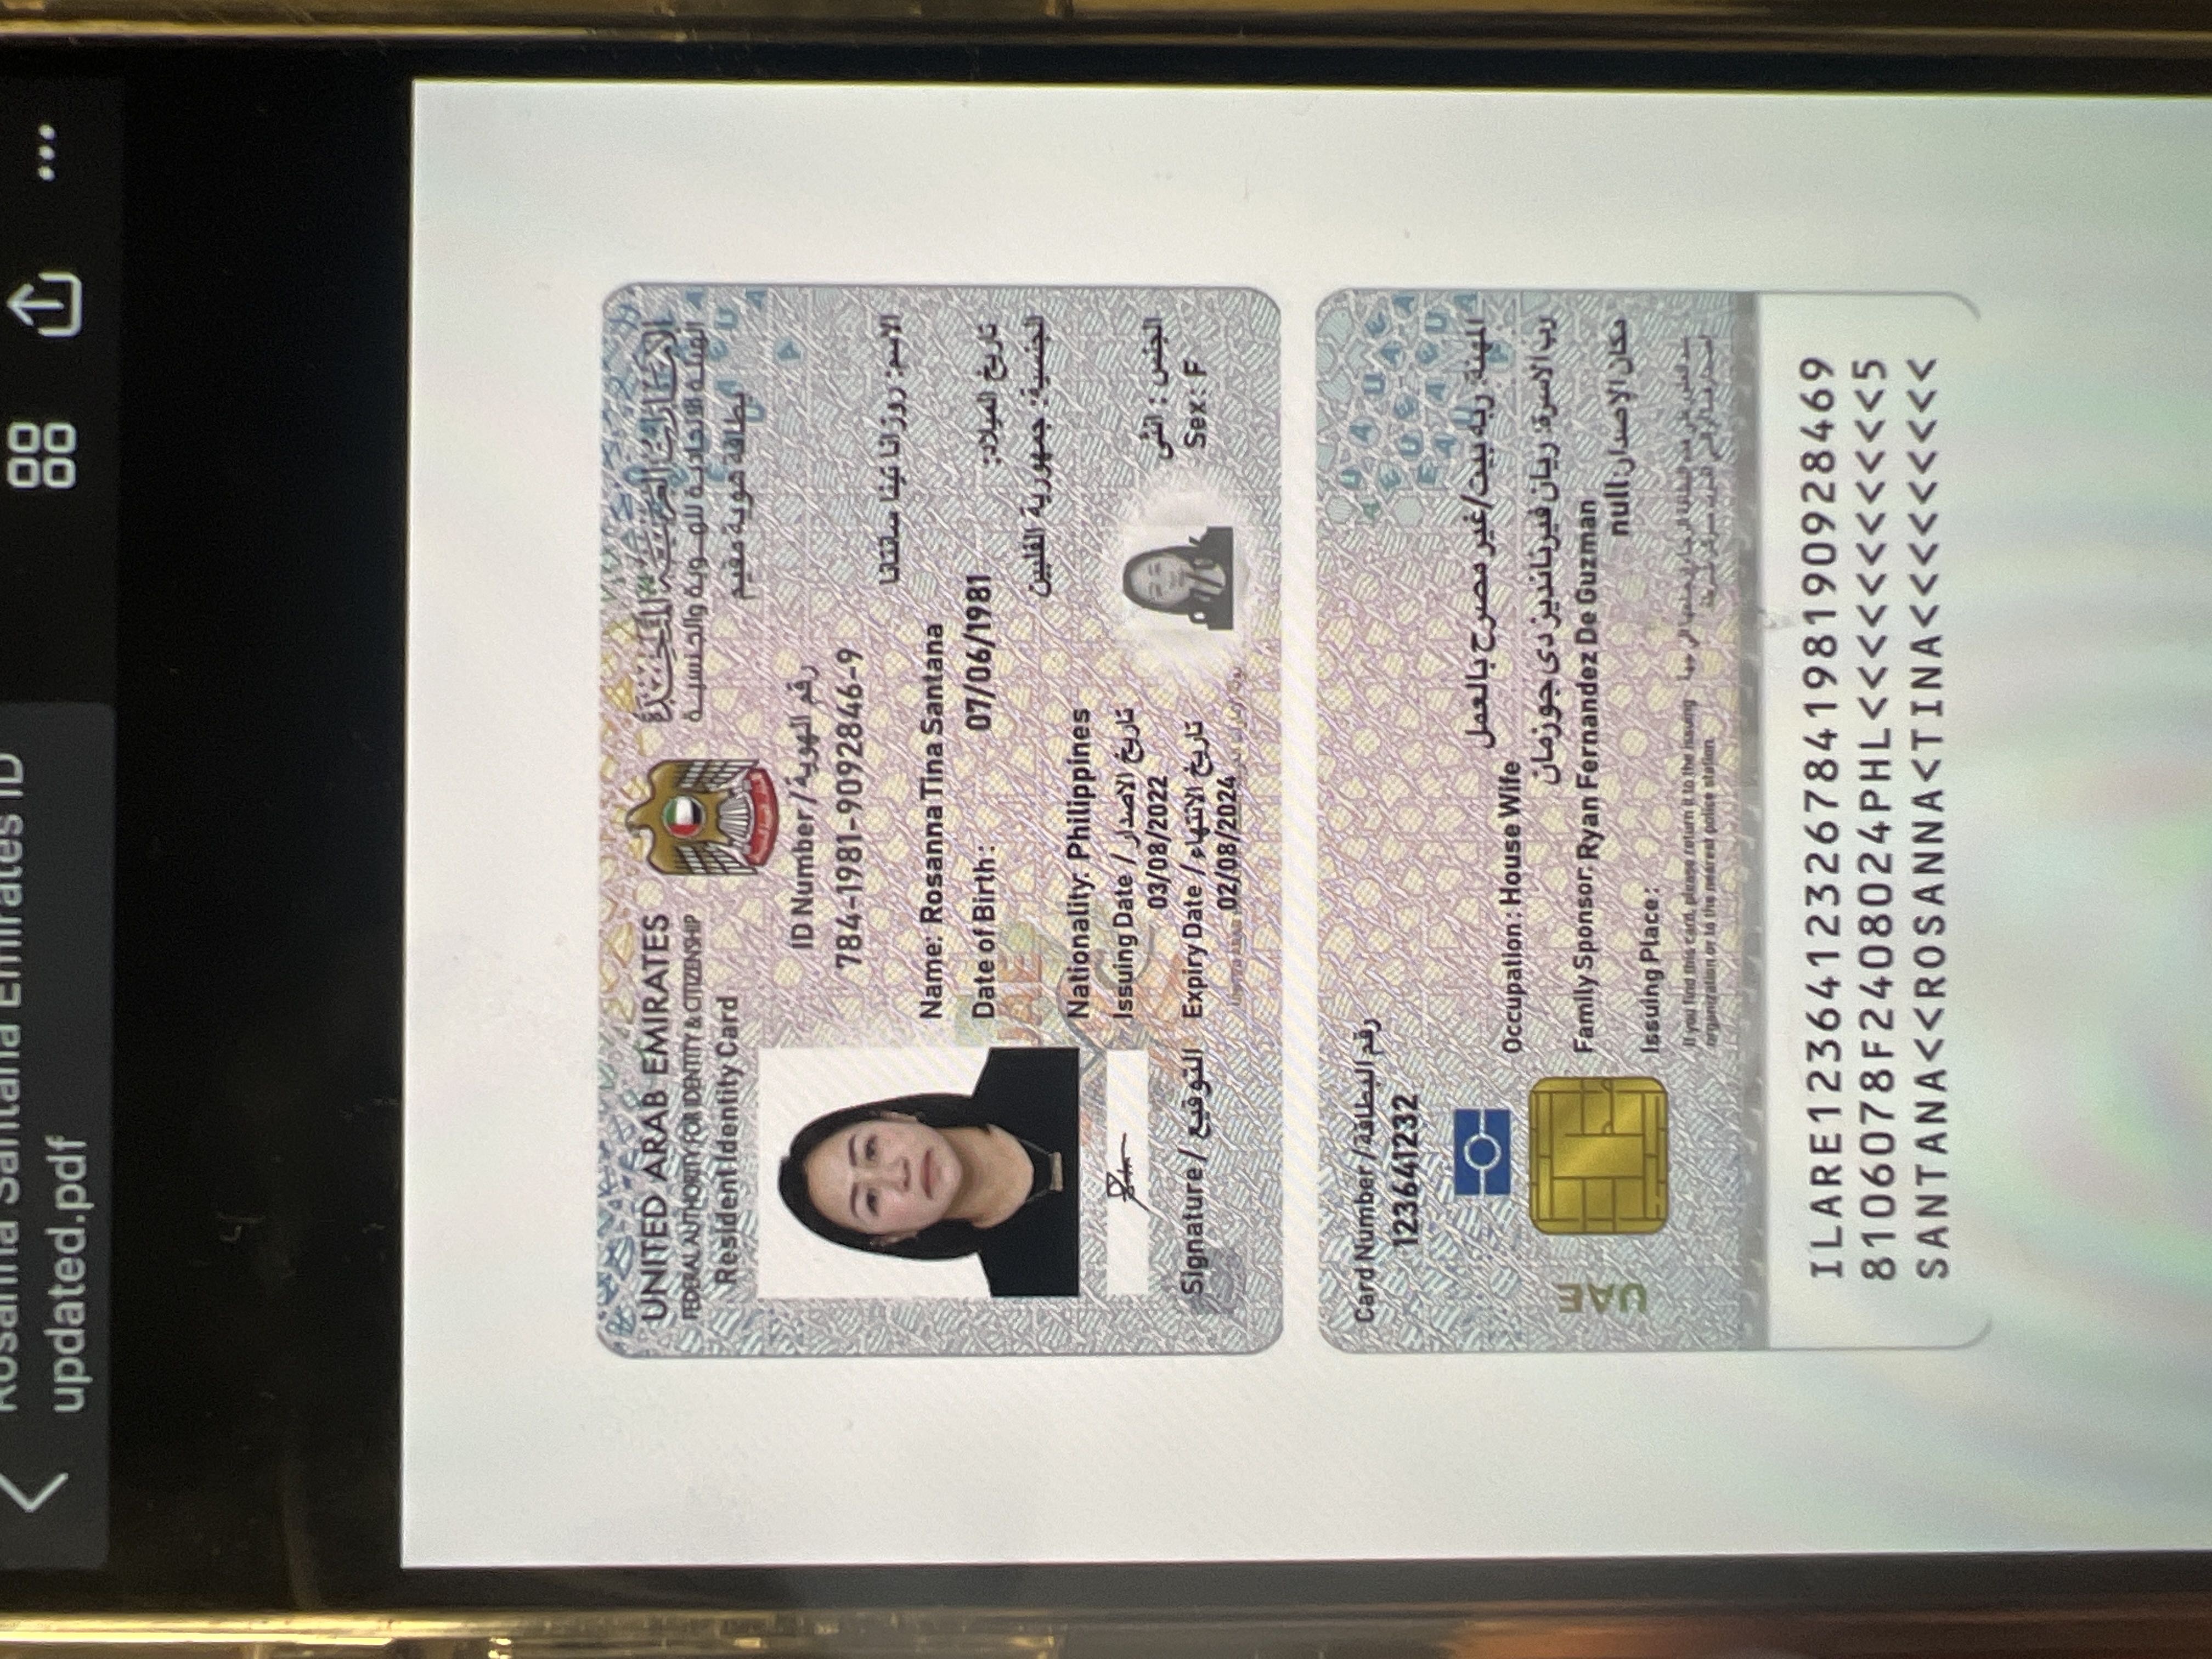 Rosanna Santana Emirates ID
updated.pdf
UNITED ARAB EMIRATES
الإمارات العربية المتحدة
FEDERAL AUTHORITY FOR IDENTITY & CITIZENSHIP
الهيئة الاتحادية للهوية والجنسية
Resident Identity Card
بطاقة هوية مقيم
ID Number / رقم الهوية
784-1981-9092846-9
الاسم: روزانا تينا سانتانا
Name: Rosanna Tina Santana
Date of Birth: 07/06/1981 تاريخ الميلاد:
الجنسية: جمهورية الفلبين
Nationality: Philippines
Issuing Date / تاريخ الاصدار
03/08/2022
الجنس : انثى
Signature / التوقيع
Expiry Date / تاريخ الانتهاء
Sex: F
02/08/2024
UAE
Card Number / رقم البطاقة
123641232
المهنة: ربه بيت/غير مصرح بالعمل
Occupation: House Wife
رب الاسرة: ريان فيرنانديز دى جوزمان
Family Sponsor: Ryan Fernandez De Guzman
مكان الإصدار: null
Issuing Place:
UAE
If you find this card, please return it to the issuing
organization or to the nearest police station
ILARE1236412326784198190928469
8106078F2408024PHL<<<<<<<<<<<5
SANTANA<<ROSANNA<TINA<<<<<<<<<